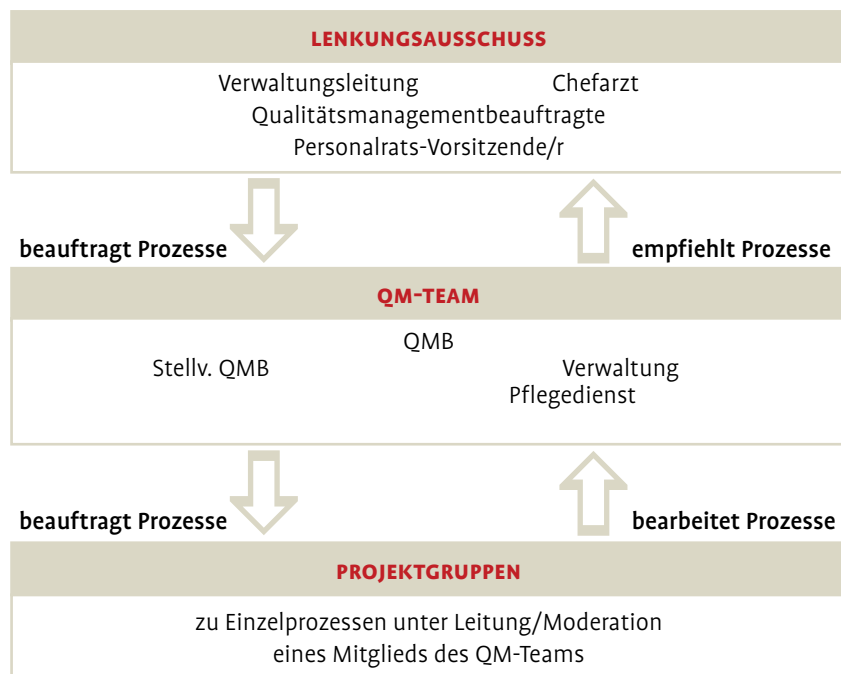 LENKUNGSAUSSCHUSS
Verwaltungsleitung Chefarzt
Qualitätsmanagementbeauftragte
Personalrats-Vorsitzende/r
beauftragt Prozesse empfiehlt Prozesse
QM-TEAM
QMB
Stellv. QMB Verwaltung
Pflegedienst
beauftragt Prozesse bearbeitet Prozesse
PROJEKTGRUPPEN
zu Einzelprozessen unter Leitung/Moderation
eines Mitglieds des QM-Teams